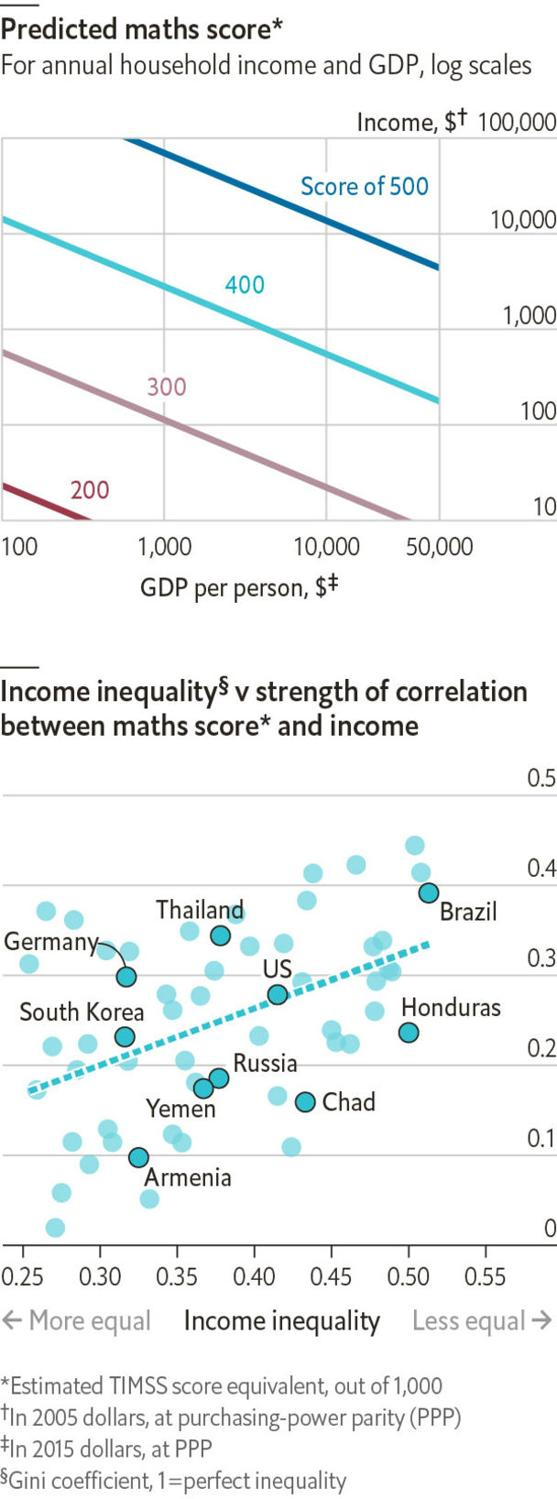 Predicted maths score*
For annual household income and GDP, log scales
Income, $† 100,000
Score of 500
10,000
400
1,000
300
100
200
10
100 1,000 10,000 50,000
GDP per person, $‡
Income inequality§ v strength of correlation
between maths score* and income
0.5
0.4
Thailand
Brazil
Germany
0.3
US
South Korea
Honduras
0.2
Russia
Yemen
Chad
0.1
Armenia
0
0.25 0.30 0.35 0.40 0.45 0.50 0.55
← More equal Income inequality Less equal →
*Estimated TIMSS score equivalent, out of 1,000
†In 2005 dollars, at purchasing-power parity (PPP)
‡In 2015 dollars, at PPP
§Gini coefficient, 1=perfect inequality